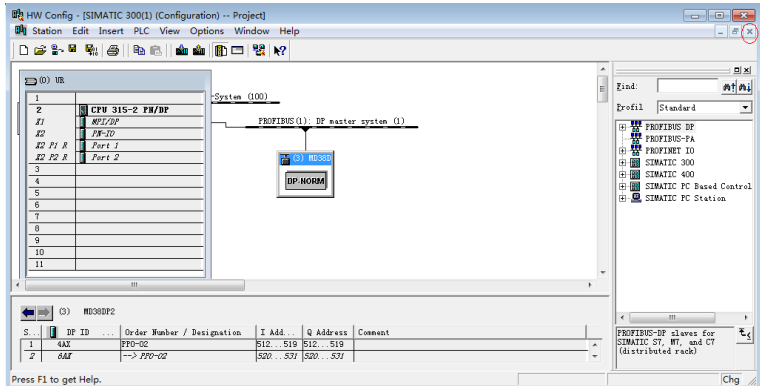 HW Config - [SIMATIC 300(1) (Configuration) -- Project]
Station Edit Insert PLC View Options Window Help
(0) UR
1
2 CPU 315-2 PN/DP
X1 MPI/DP
X2 PN-IO
X2 P1 R Port 1
X2 P2 R Port 2
3
4
5
6
7
8
9
10
11
-System (100)
PROFIBUS(1): DP master system (1)
(3) MD38D
DP-NORM
Find:
Profil Standard
PROFIBUS DP
PROFIBUS-PA
PROFINET IO
SIMATIC 300
SIMATIC 400
SIMATIC PC Based Control
SIMATIC PC Station
(3) MD38DP2
S... DP ID ... Order Number / Designation I Add... Q Address Comment
1 4AX PPO-02 512...519 512...519
2 6AX --> PPO-02 520...531 520...531
PROFIBUS-DP slaves for
SIMATIC S7, M7, and C7
(distributed rack)
Press F1 to get Help.
Chg